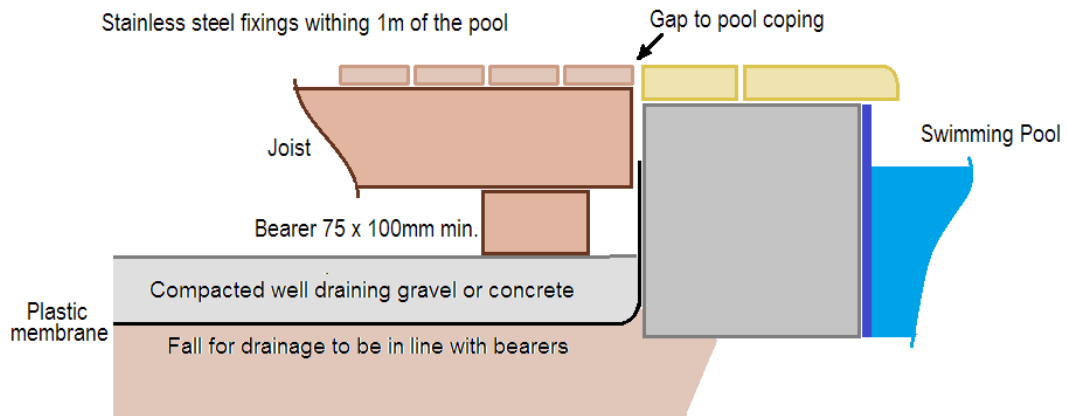 Stainless steel fixings withing 1m of the pool
Gap to pool coping
Swimming Pool
Joist
Bearer 75 x 100mm min.
Compacted well draining gravel or concrete
Plastic
membrane
Fall for drainage to be in line with bearers